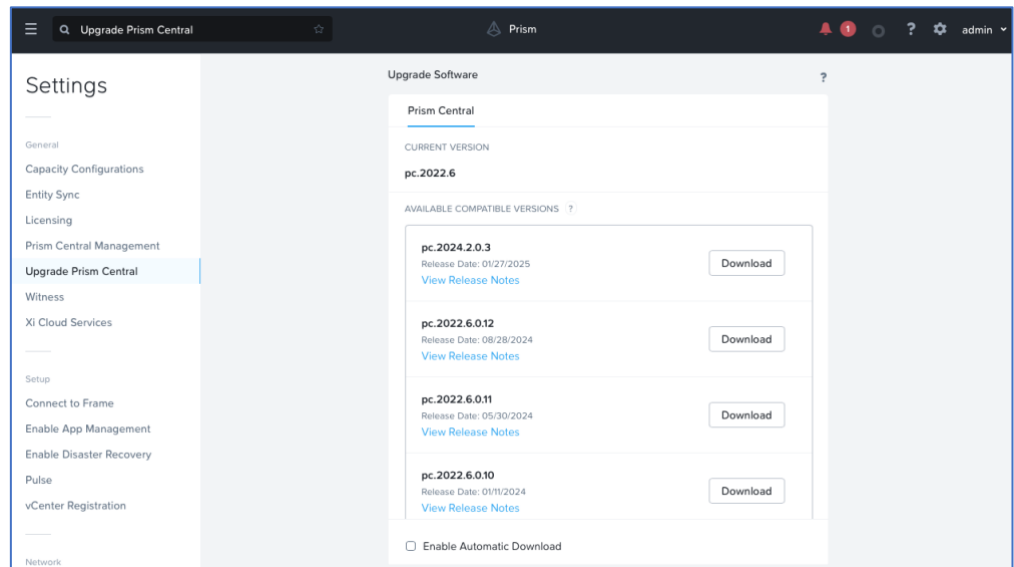 Upgrade Prism Central
Prism
1
?
admin
Settings
General
Capacity Configurations
Entity Sync
Licensing
Prism Central Management
Upgrade Prism Central
Witness
Xi Cloud Services
Setup
Connect to Frame
Enable App Management
Enable Disaster Recovery
Pulse
vCenter Registration
Network
Upgrade Software
?
Prism Central
CURRENT VERSION
pc.2022.6
AVAILABLE COMPATIBLE VERSIONS ?
pc.2024.2.0.3
Release Date: 01/27/2025
View Release Notes
Download
pc.2022.6.0.12
Release Date: 08/28/2024
View Release Notes
Download
pc.2022.6.0.11
Release Date: 05/30/2024
View Release Notes
Download
pc.2022.6.0.10
Release Date: 01/11/2024
View Release Notes
Download
Enable Automatic Download